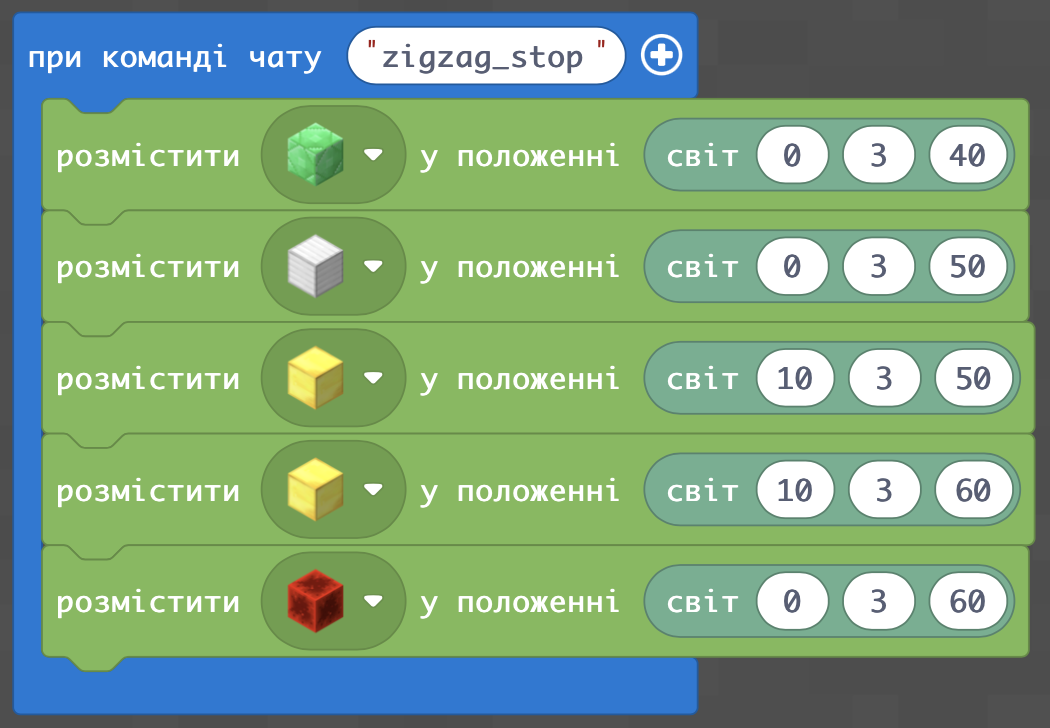 при команді чату "zigzag_stop"
розмістити у положенні світ 0 3 40
розмістити у положенні світ 0 3 50
розмістити у положенні світ 10 3 50
розмістити у положенні світ 10 3 60
розмістити у положенні світ 0 3 60